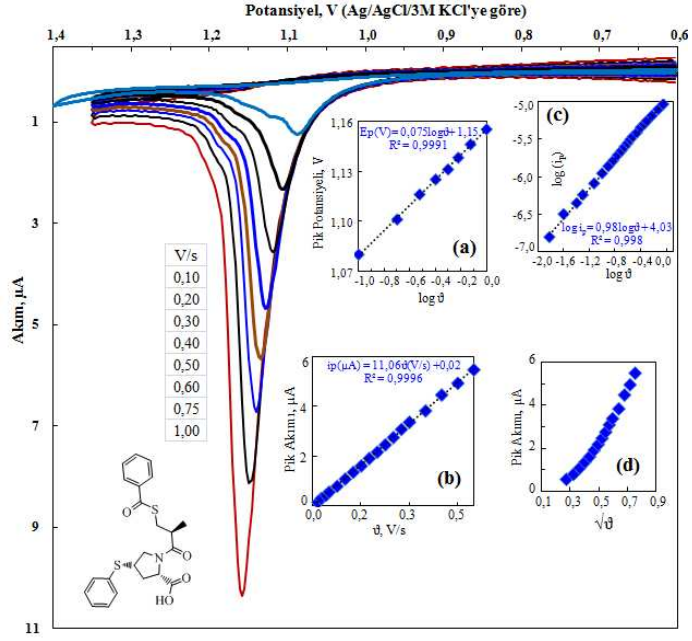 Potansiyel, V (Ag/AgCl/3M KCl'ye göre)
1,4 1,3 1,2 1,1 1,0 0,9 0,8 0,7 0,6
Akım, µA
1
3
5
7
9
11
V/s
0,10
0,20
0,30
0,40
0,50
0,60
0,75
1,00
Pik Potansiyeli, V
1,16
1,13
1,10
1,07
Ep(V)= 0,075logϑ+ 1,15
R² = 0,9991
(a)
-1,0 -0,8 -0,6 -0,4 -0,2 0,0
log ϑ
(c)
log (iₚ)
-5,0
-5,5
-6,0
-6,5
-7,0
log iₚ= 0,98logϑ+ 4,03
R² = 0,998
-2,0 -1,6 -1,2 -0,8 -0,4 0,0
log ϑ
Pik Akımı, µA
6
4
2
0
ip(µA) = 11,06ϑ(V/s) +0,02
R² = 0,9996
(b)
0,0 0,2 0,3 0,5
ϑ, V/s
Pik Akımı, µA
6
4
2
0
(d)
0,1 0,3 0,5 0,7 0,9
√ϑ
O
S
O
S
N
O
HO